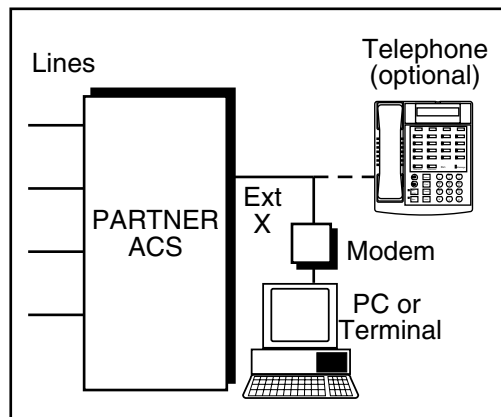 Lines
Telephone
(optional)
PARTNER
ACS
Ext
X
Modem
PC or
Terminal